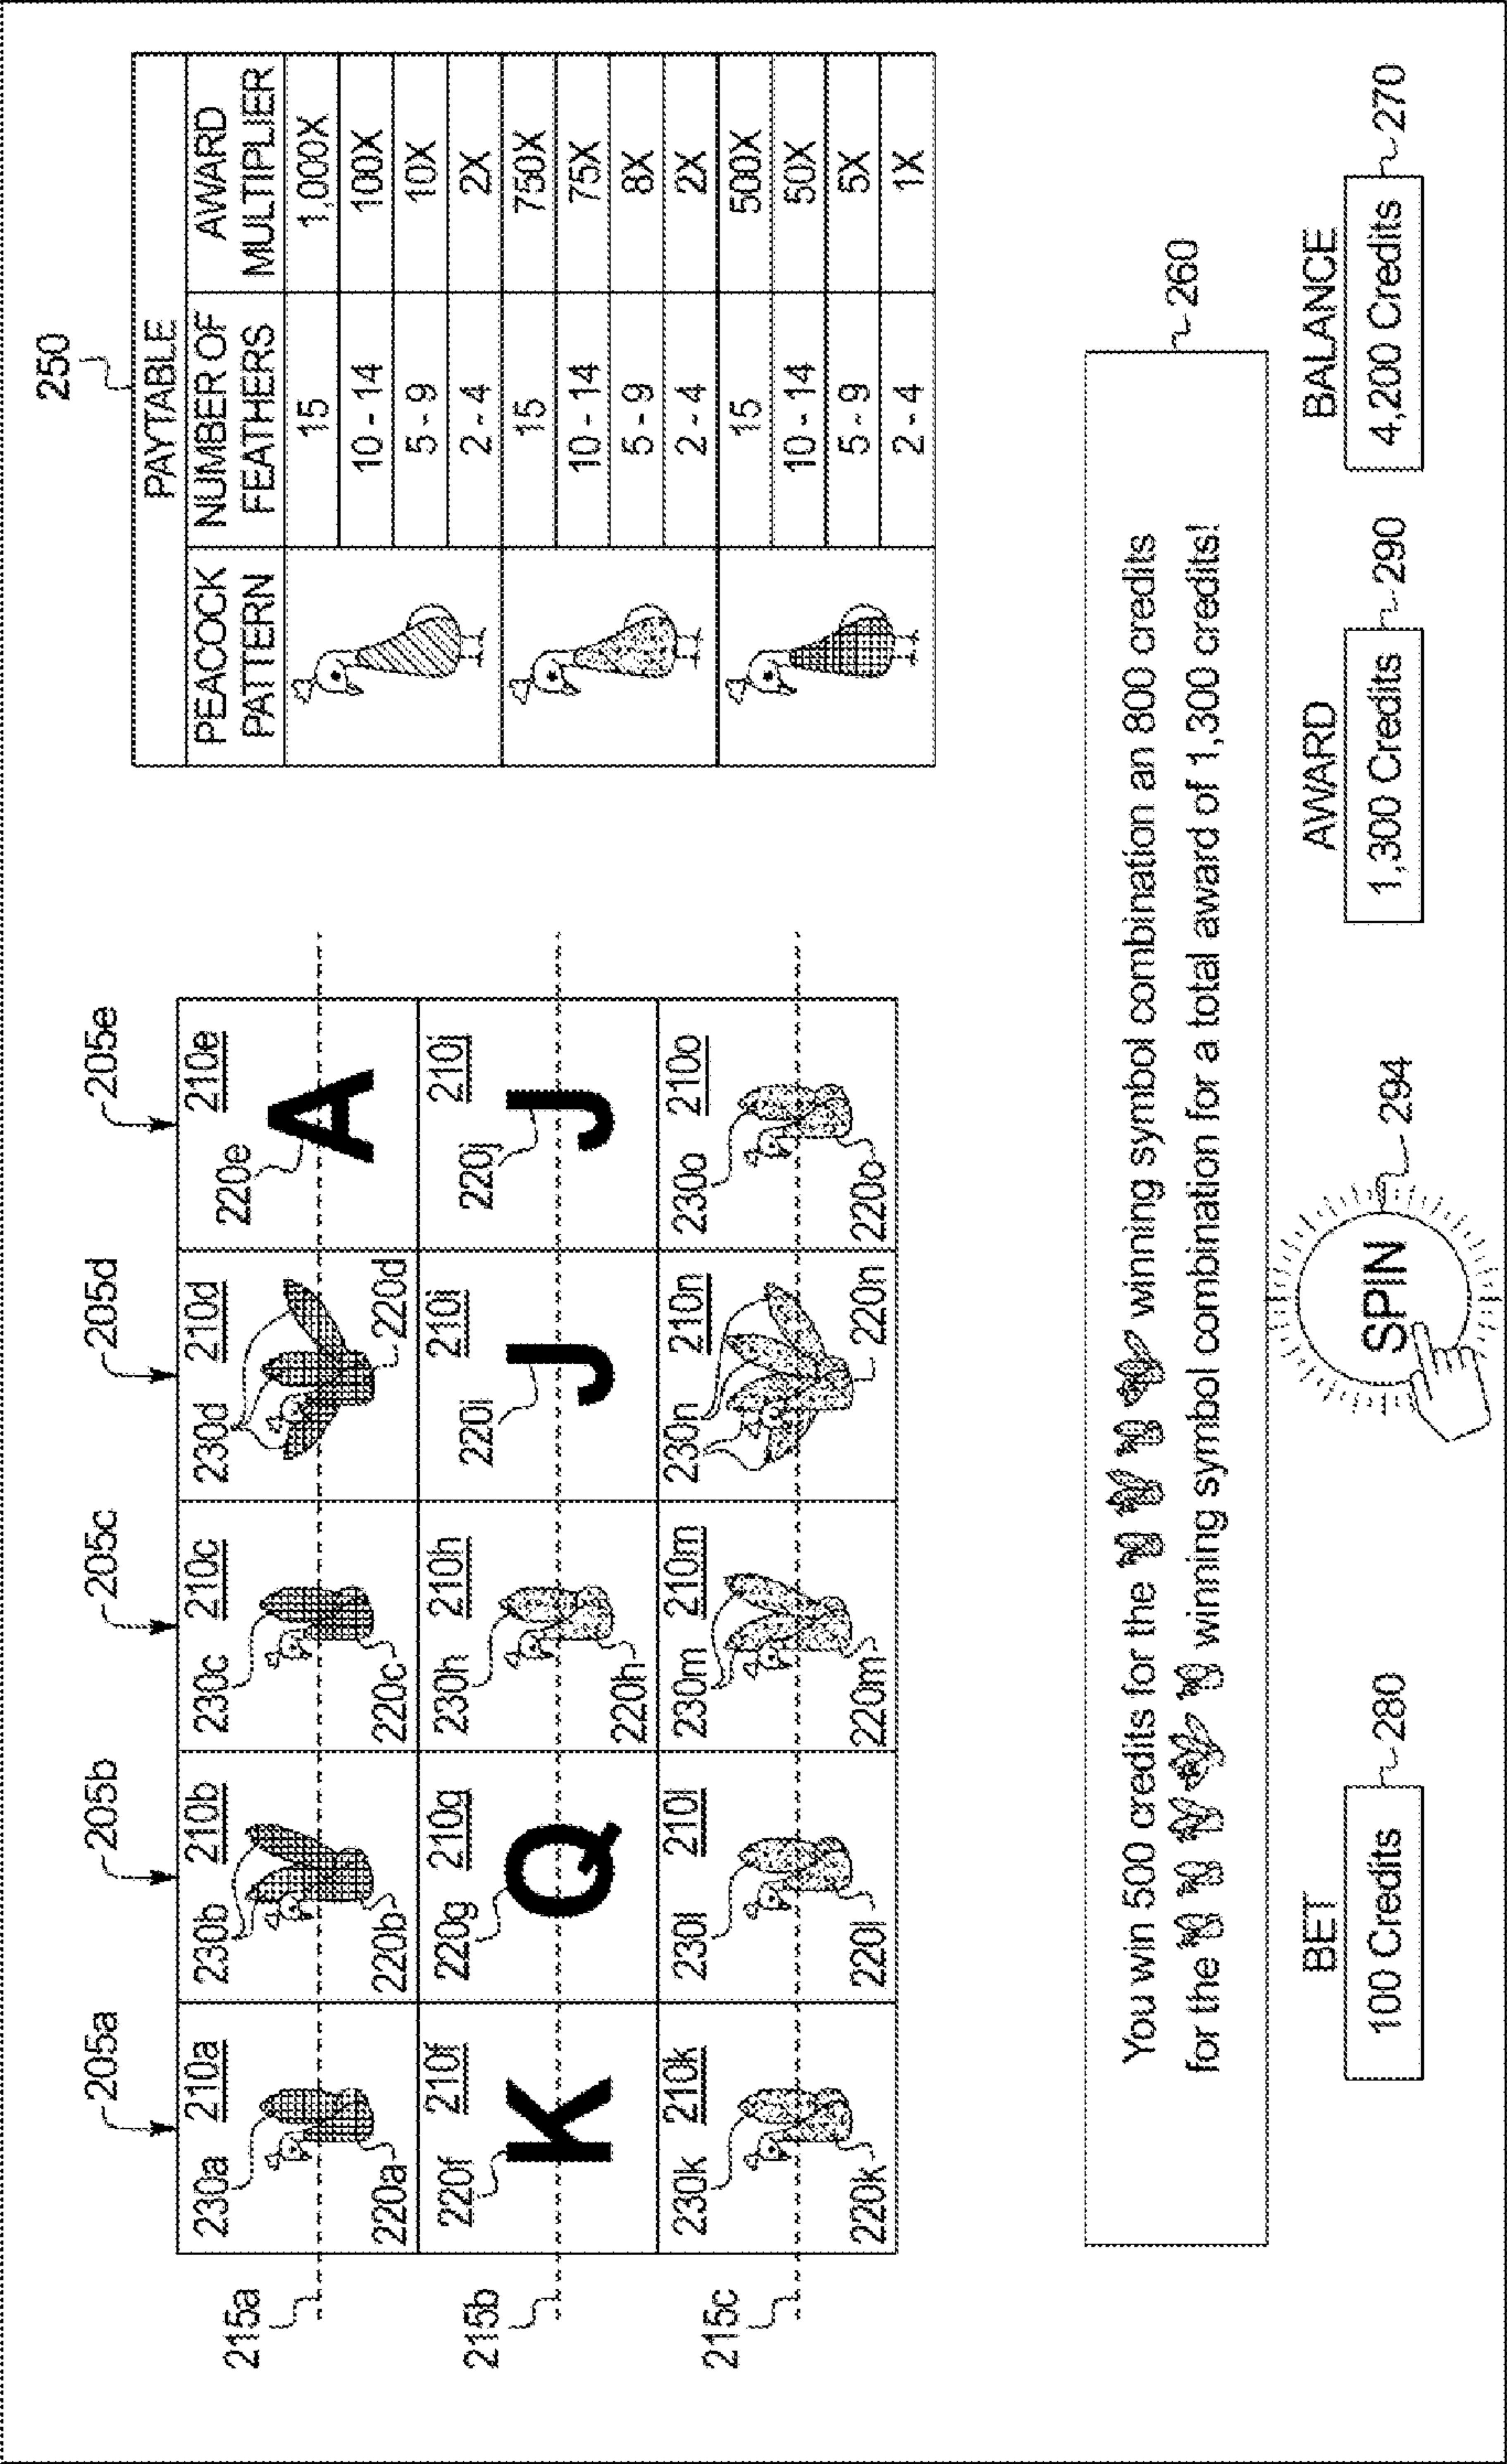 205a
205b
205c
205d
205e
215a
230a 210a
220a
230b 210b
220b
230c 210c
220c
230d 210d
220d
220e 210e
A
215b
220f 210f
K
220g 210g
Q
230h 210h
220h
220i 210i
J
220j 210j
J
215c
230k 210k
220k
230l 210l
220l
230m 210m
220m
230n 210n
220n
230o 210o
220o
250
PAYTABLE
PEACOCK PATTERN NUMBER OF FEATHERS AWARD MULTIPLIER
15 1,000X
10 - 14 100X
5 - 9 10X
2 - 4 2X
15 750X
10 - 14 75X
5 - 9 8X
2 - 4 2X
15 500X
10 - 14 50X
5 - 9 5X
2 - 4 1X
260
You win 500 credits for the winning symbol combination an 800 credits
for the winning symbol combination for a total award of 1,300 credits!
BET
100 Credits 280
SPIN 294
AWARD
1,300 Credits 290
BALANCE
4,200 Credits 270